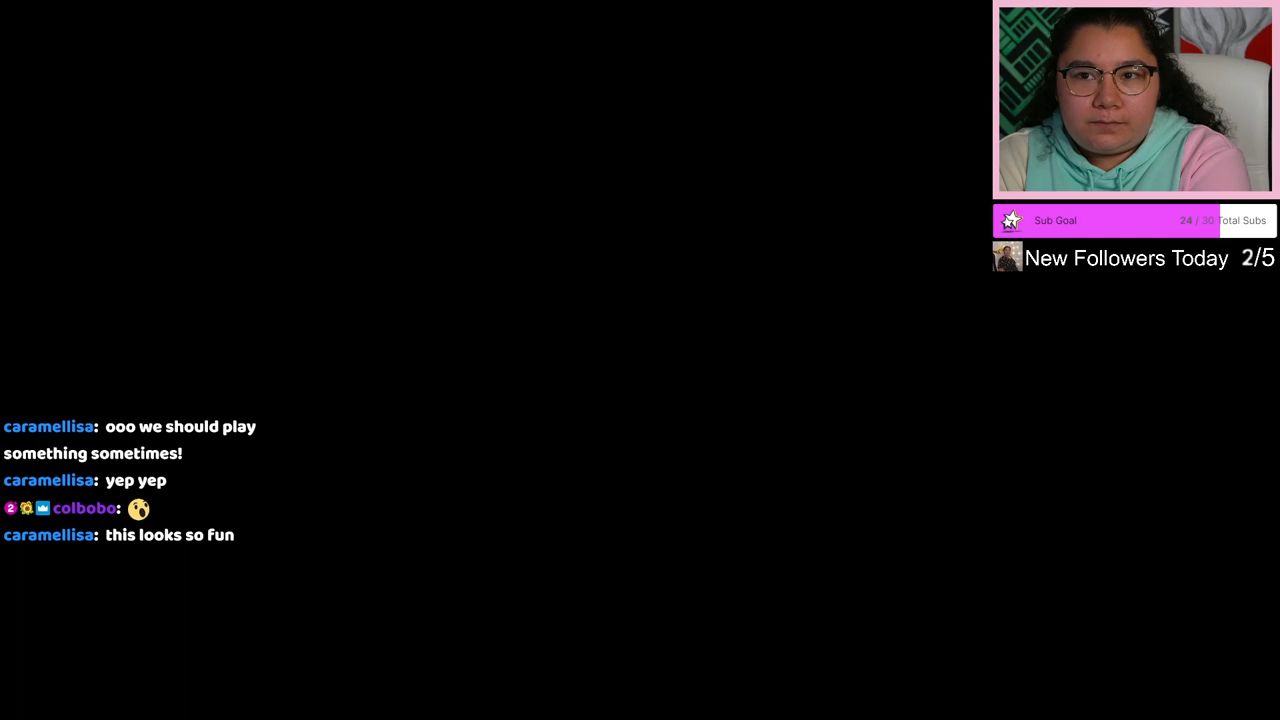 Sub Goal 24 / 30 Total Subs
New Followers Today 2/5
caramellisa: ooo we should play
something sometimes!
caramellisa: yep yep
2 colbobo:
caramellisa: this looks so fun